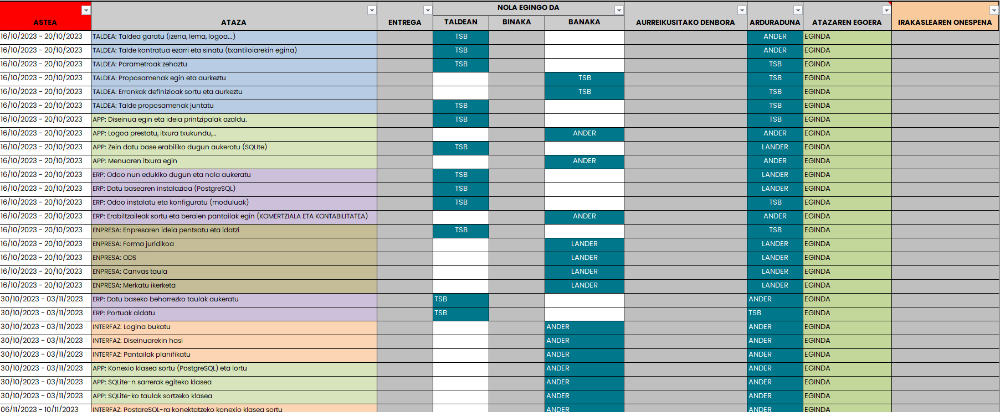 NOLA EGINGO DA
ASTEA ATAZA ENTREGA TALDEAN BINAKA BANAKA AURREIKUSITAKO DENBORA ARDURADUNA ATAZAREN EGOERA IRAKASLEAREN ONESPENA
16/10/2023 - 20/10/2023 TALDEA: Taldea garatu (izena, lema, logoa...) TSB ANDER EGINDA
16/10/2023 - 20/10/2023 TALDEA: Talde kontratua ezarri eta sinatu (txantiloiarekin egina) TSB ANDER EGINDA
16/10/2023 - 20/10/2023 TALDEA: Parametroak zehaztu TSB TSB EGINDA
16/10/2023 - 20/10/2023 TALDEA: Proposamenak egin eta aurkeztu TSB TSB EGINDA
16/10/2023 - 20/10/2023 TALDEA: Erronkak definizioak sortu eta aurkeztu TSB TSB EGINDA
16/10/2023 - 20/10/2023 TALDEA: Talde proposamenak juntatu TSB TSB EGINDA
16/10/2023 - 20/10/2023 APP: Diseinua egin eta ideia printzipalak azaldu. TSB TSB EGINDA
16/10/2023 - 20/10/2023 APP: Logoa prestatu, itxura txukundu,... ANDER ANDER EGINDA
16/10/2023 - 20/10/2023 APP: Zein datu base erabiliko dugun aukeratu (SQLIte) TSB LANDER EGINDA
16/10/2023 - 20/10/2023 APP: Menuaren itxura egin ANDER ANDER EGINDA
16/10/2023 - 20/10/2023 ERP: Odoo nun edukiko dugun eta nola aukeratu TSB LANDER EGINDA
16/10/2023 - 20/10/2023 ERP: Datu basearen instalazioa (PostgreSQL) TSB LANDER EGINDA
16/10/2023 - 20/10/2023 ERP: Odoo instalatu eta konfiguratu (moduluak) TSB TSB EGINDA
16/10/2023 - 20/10/2023 ERP: Erabiltzaileak sortu eta beraien pantailak egin (KOMERTZIALA ETA KONTABILITATEA) ANDER ANDER EGINDA
16/10/2023 - 20/10/2023 ENPRESA: Enpresaren ideia pentsatu eta idatzi TSB TSB EGINDA
16/10/2023 - 20/10/2023 ENPRESA: Forma juridikoa LANDER LANDER EGINDA
16/10/2023 - 20/10/2023 ENPRESA: ODS LANDER LANDER EGINDA
16/10/2023 - 20/10/2023 ENPRESA: Canvas taula LANDER LANDER EGINDA
16/10/2023 - 20/10/2023 ENPRESA: Merkatu ikerketa LANDER LANDER EGINDA
30/10/2023 - 03/11/2023 ERP: Datu baseko beharrezko taulak aukeratu TSB ANDER EGINDA
30/10/2023 - 03/11/2023 ERP: Portuak aldatu TSB TSB EGINDA
30/10/2023 - 03/11/2023 INTERFAZ: Logina bukatu ANDER ANDER EGINDA
30/10/2023 - 03/11/2023 INTERFAZ: Diseinuarekin hasi ANDER ANDER EGINDA
30/10/2023 - 03/11/2023 INTERFAZ: Pantailak planifikatu ANDER ANDER EGINDA
30/10/2023 - 03/11/2023 APP: Konexio klasea sortu (PostgreSQL) eta lortu ANDER ANDER EGINDA
30/10/2023 - 03/11/2023 APP: SQLite-n sarrerak egiteko klasea ANDER ANDER EGINDA
30/10/2023 - 03/11/2023 APP: SQLite-ko taulak sortzeko klasea ANDER ANDER EGINDA
06/11/2023 - 10/11/2023 INTERFAZ: PostgreSQL-ra konektatzeko konexio klasea sortu ANDER ANDER EGINDA